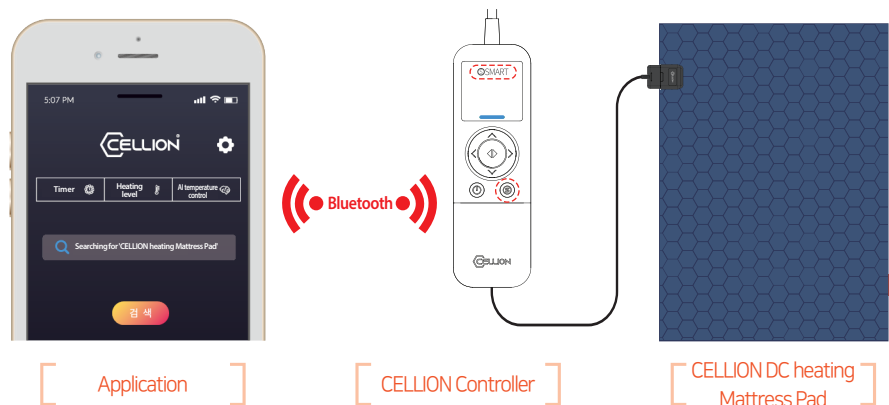 5:07 PM
CELLION
Timer
Heating
level
AI temperature
control
Searching for 'CELLION heating Mattress Pad'
검 색
Bluetooth
SMART
CELLION
Application
CELLION Controller
CELLION DC heating
Mattress Pad